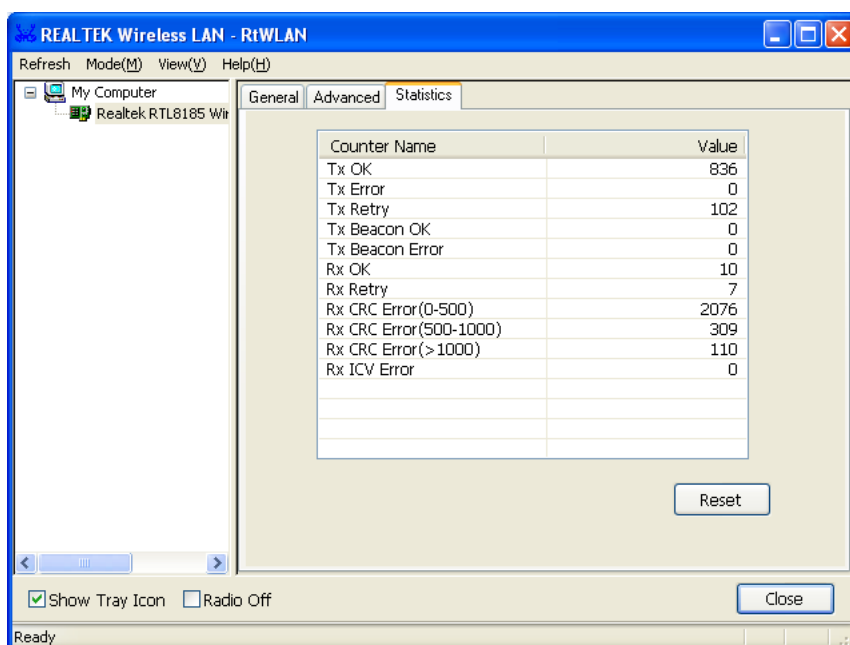 REALTEK Wireless LAN - RtWLAN
Refresh Mode(M) View(V) Help(H)
My Computer
Realtek RTL8185 Wir
General Advanced Statistics
Counter Name Value
Tx OK 836
Tx Error 0
Tx Retry 102
Tx Beacon OK 0
Tx Beacon Error 0
Rx OK 10
Rx Retry 7
Rx CRC Error(0-500) 2076
Rx CRC Error(500-1000) 309
Rx CRC Error(>1000) 110
Rx ICV Error 0
Reset
Show Tray Icon Radio Off
Close
Ready